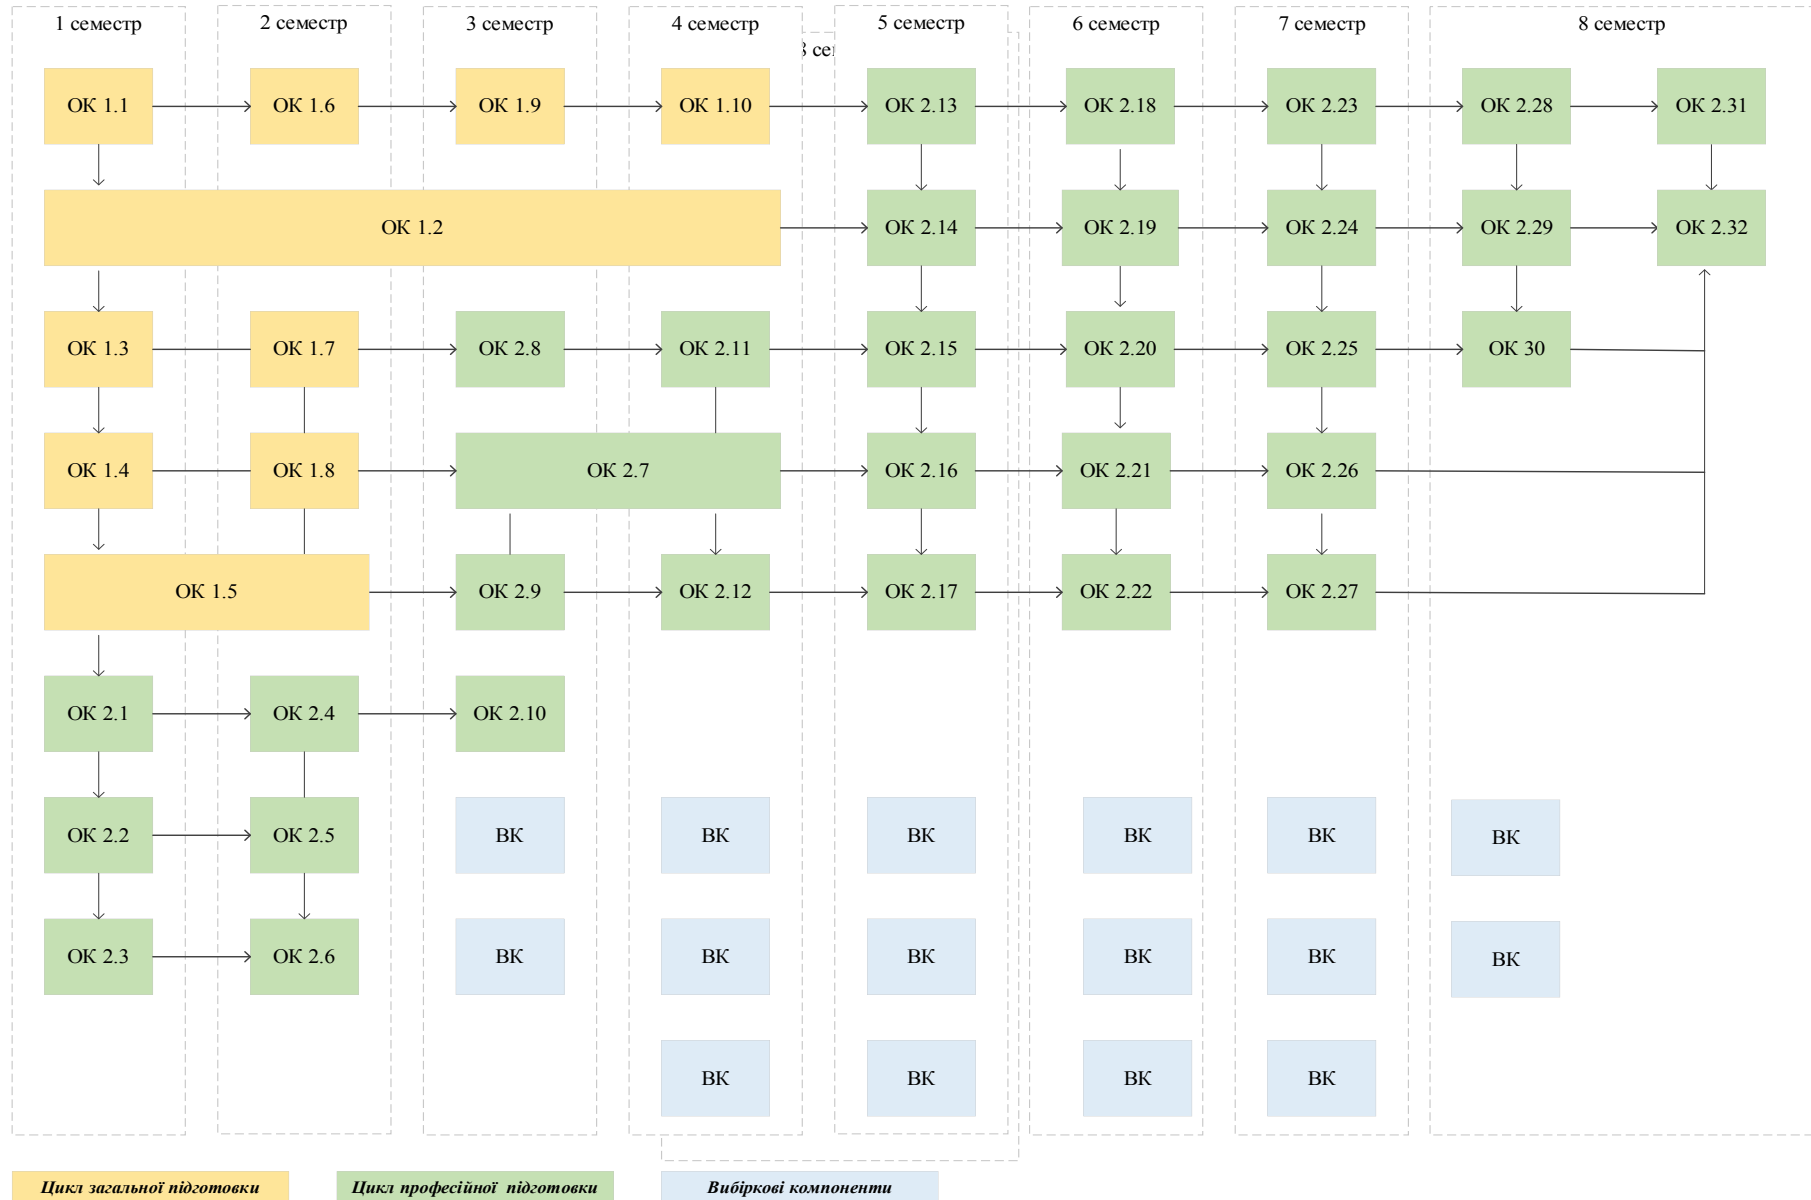 1 семестр 2 семестр 3 семестр 4 семестр 5 семестр 6 семестр 7 семестр 8 семестр
ОК 1.1 ОК 1.6 ОК 1.9 ОК 1.10 ОК 2.13 ОК 2.18 ОК 2.23 ОК 2.28 ОК 2.31
ОК 1.2 ОК 2.14 ОК 2.19 ОК 2.24 ОК 2.29 ОК 2.32
ОК 1.3 ОК 1.7 ОК 2.8 ОК 2.11 ОК 2.15 ОК 2.20 ОК 2.25 ОК 30
ОК 1.4 ОК 1.8 ОК 2.7 ОК 2.16 ОК 2.21 ОК 2.26
ОК 1.5 ОК 2.9 ОК 2.12 ОК 2.17 ОК 2.22 ОК 2.27
ОК 2.1 ОК 2.4 ОК 2.10
ОК 2.2 ОК 2.5 ВК ВК ВК ВК ВК ВК
ОК 2.3 ОК 2.6 ВК ВК ВК ВК ВК ВК
ВК ВК ВК ВК
Цикл загальної підготовки Цикл професійної підготовки Вибіркові компоненти